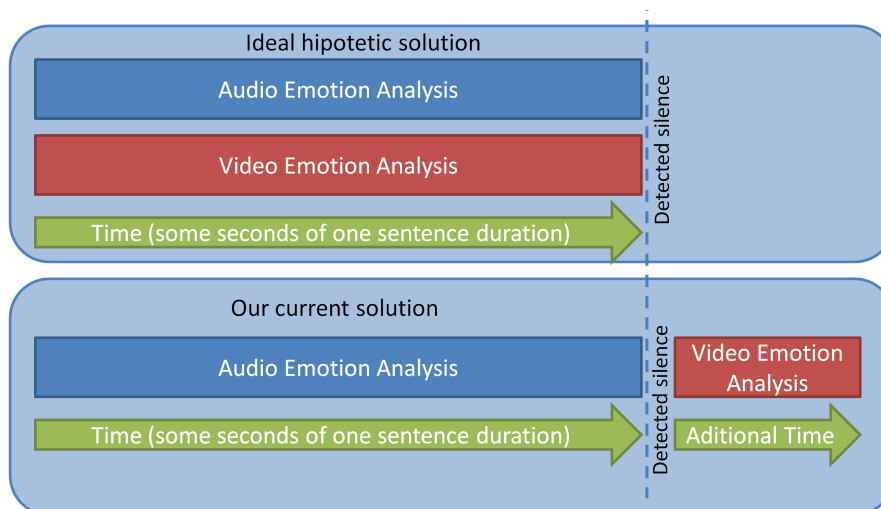 Ideal hipotetic solution
Audio Emotion Analysis
Video Emotion Analysis
Time (some seconds of one sentence duration)
Detected silence
Our current solution
Audio Emotion Analysis
Time (some seconds of one sentence duration)
Detected silence
Video Emotion
Analysis
Aditional Time